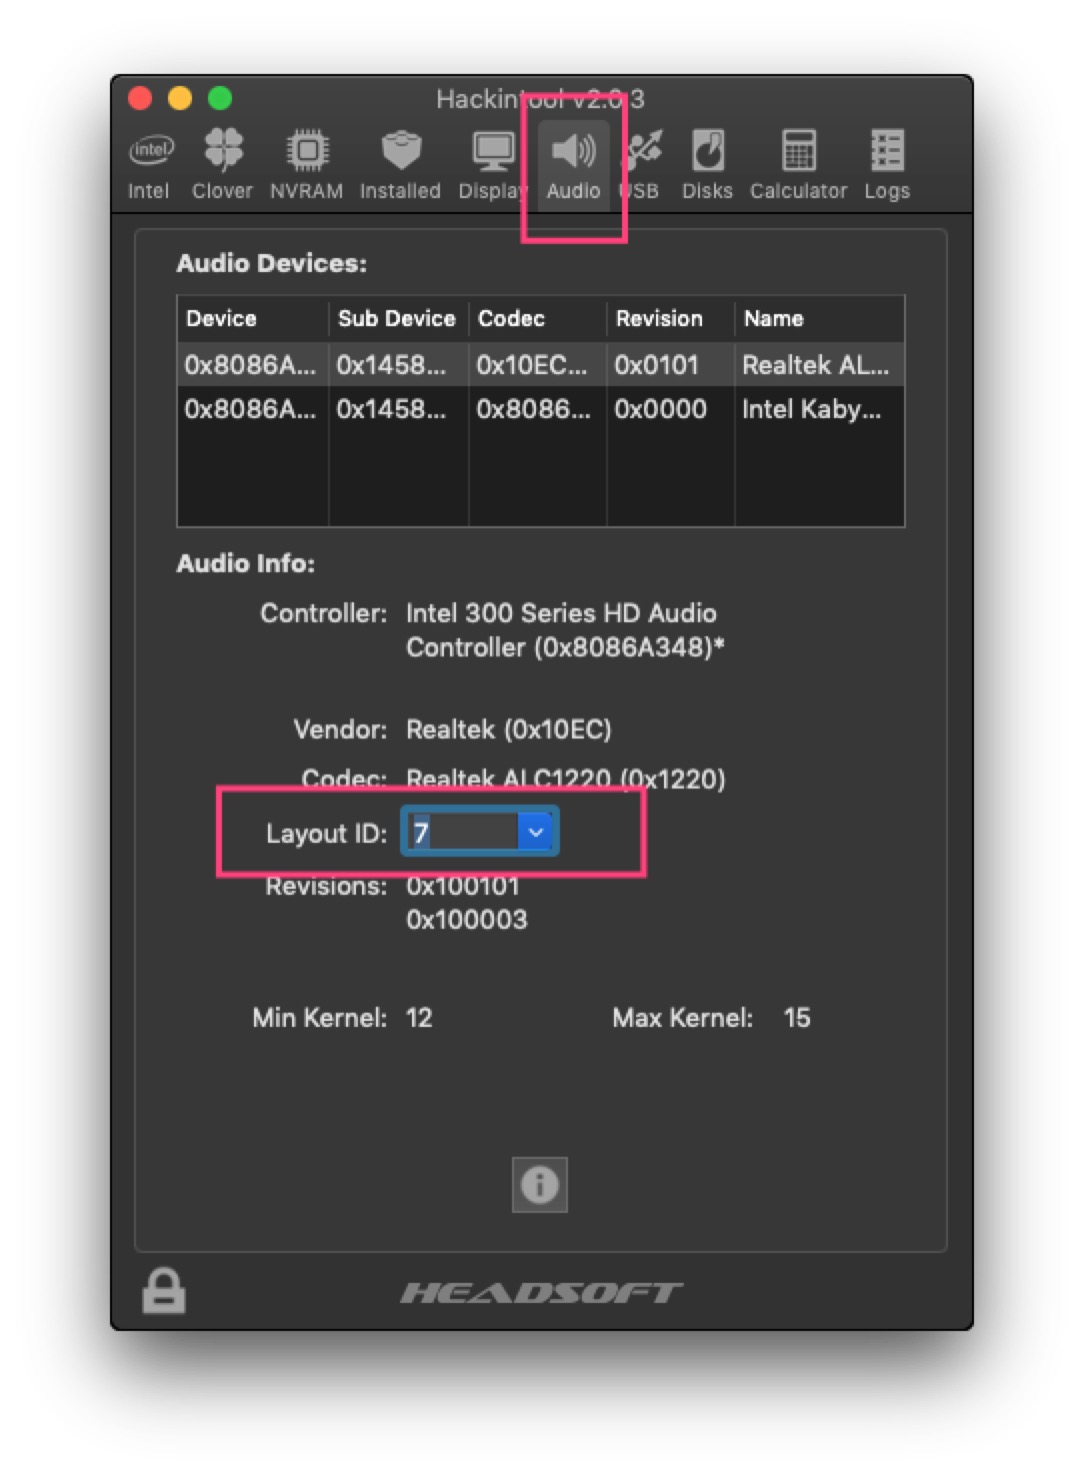 Hackintool v2.0.3
intel
Intel Clover NVRAM Installed Display Audio USB Disks Calculator Logs
Audio Devices:
Device Sub Device Codec Revision Name
0x8086A... 0x1458... 0x10EC... 0x0101 Realtek AL...
0x8086A... 0x1458... 0x8086... 0x0000 Intel Kaby...
Audio Info:
Controller: Intel 300 Series HD Audio
Controller (0x8086A348)*
Vendor: Realtek (0x10EC)
Codec: Realtek ALC1220 (0x1220)
Layout ID: 7
Revisions: 0x100101
0x100003
Min Kernel: 12 Max Kernel: 15
HEADSOFT